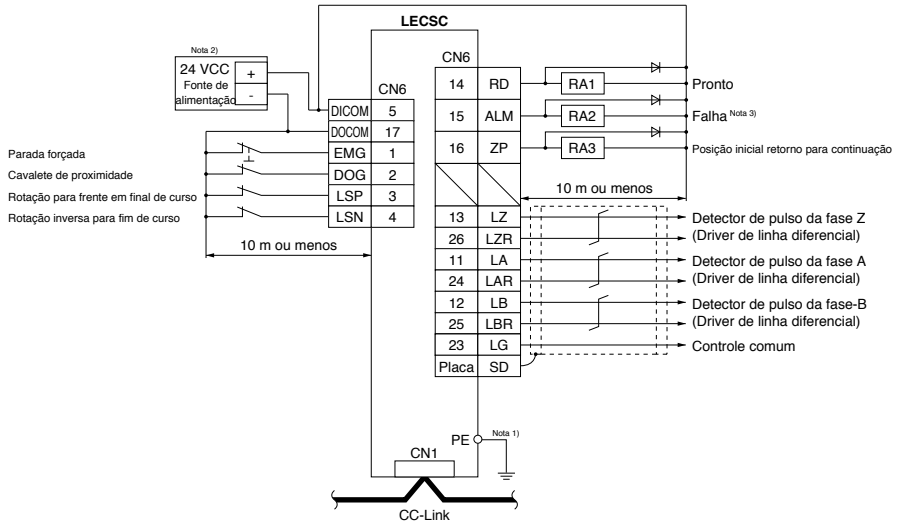 LECSC
Nota 2)
24 VCC
Fonte de
alimentação
+
-
CN6
DICOM 5
DOCOM 17
EMG 1
DOG 2
LSP 3
LSN 4
Parada forçada
Cavalete de proximidade
Rotação para frente em final de curso
Rotação inversa para fim de curso
10 m ou menos
CN6
14 RD RA1 Pronto
15 ALM RA2 Falha Nota 3)
16 ZP RA3 Posição inicial retorno para continuação
10 m ou menos
13 LZ Detector de pulso da fase Z
26 LZR (Driver de linha diferencial)
11 LA Detector de pulso da fase A
24 LAR (Driver de linha diferencial)
12 LB Detector de pulso da fase-B
25 LBR (Driver de linha diferencial)
23 LG Controle comum
Placa SD
PE Nota 1)
CN1
CC-Link